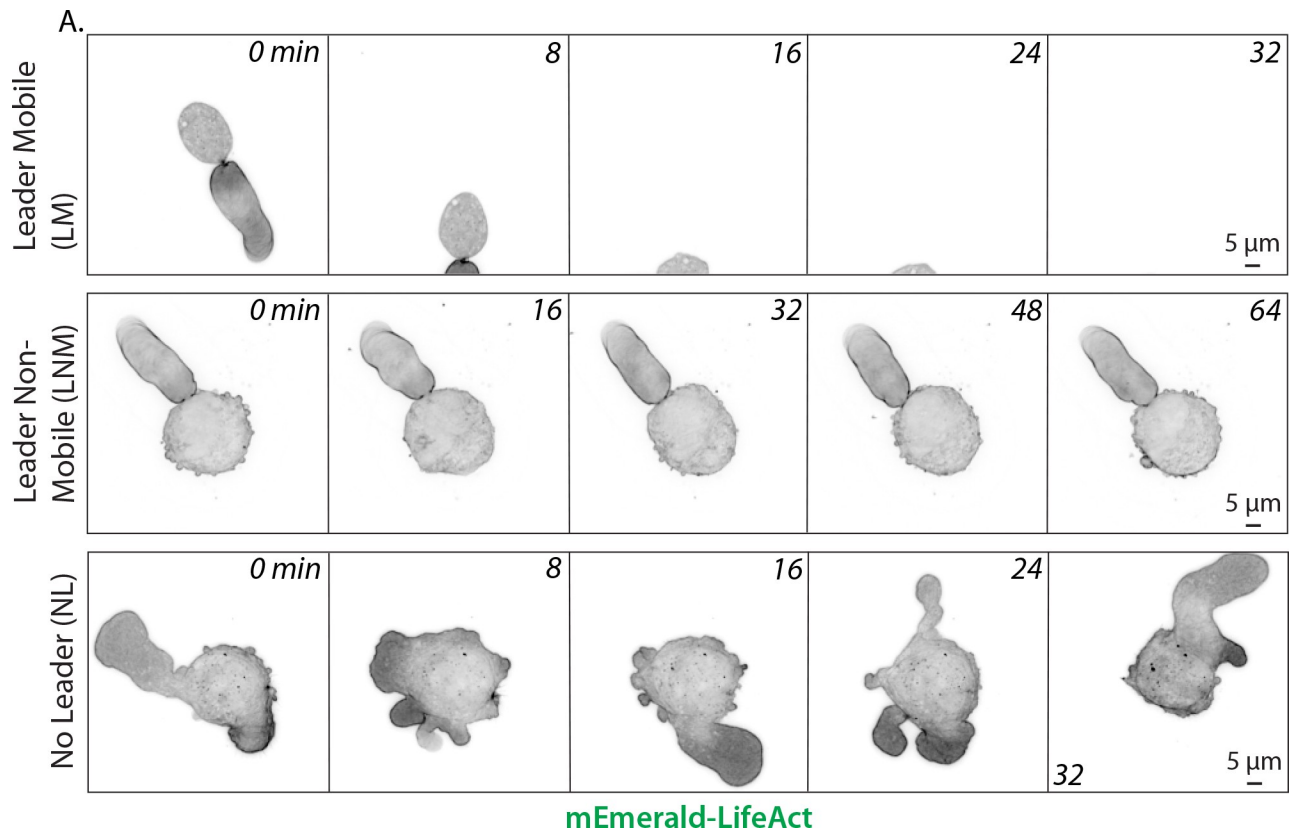 A.
Leader Mobile
(LM)
0 min
8
16
24
32
5 µm
Leader Non-
Mobile (LNM)
0 min
16
32
48
64
5 µm
No Leader (NL)
0 min
8
16
24
32
5 µm
mEmerald-LifeAct